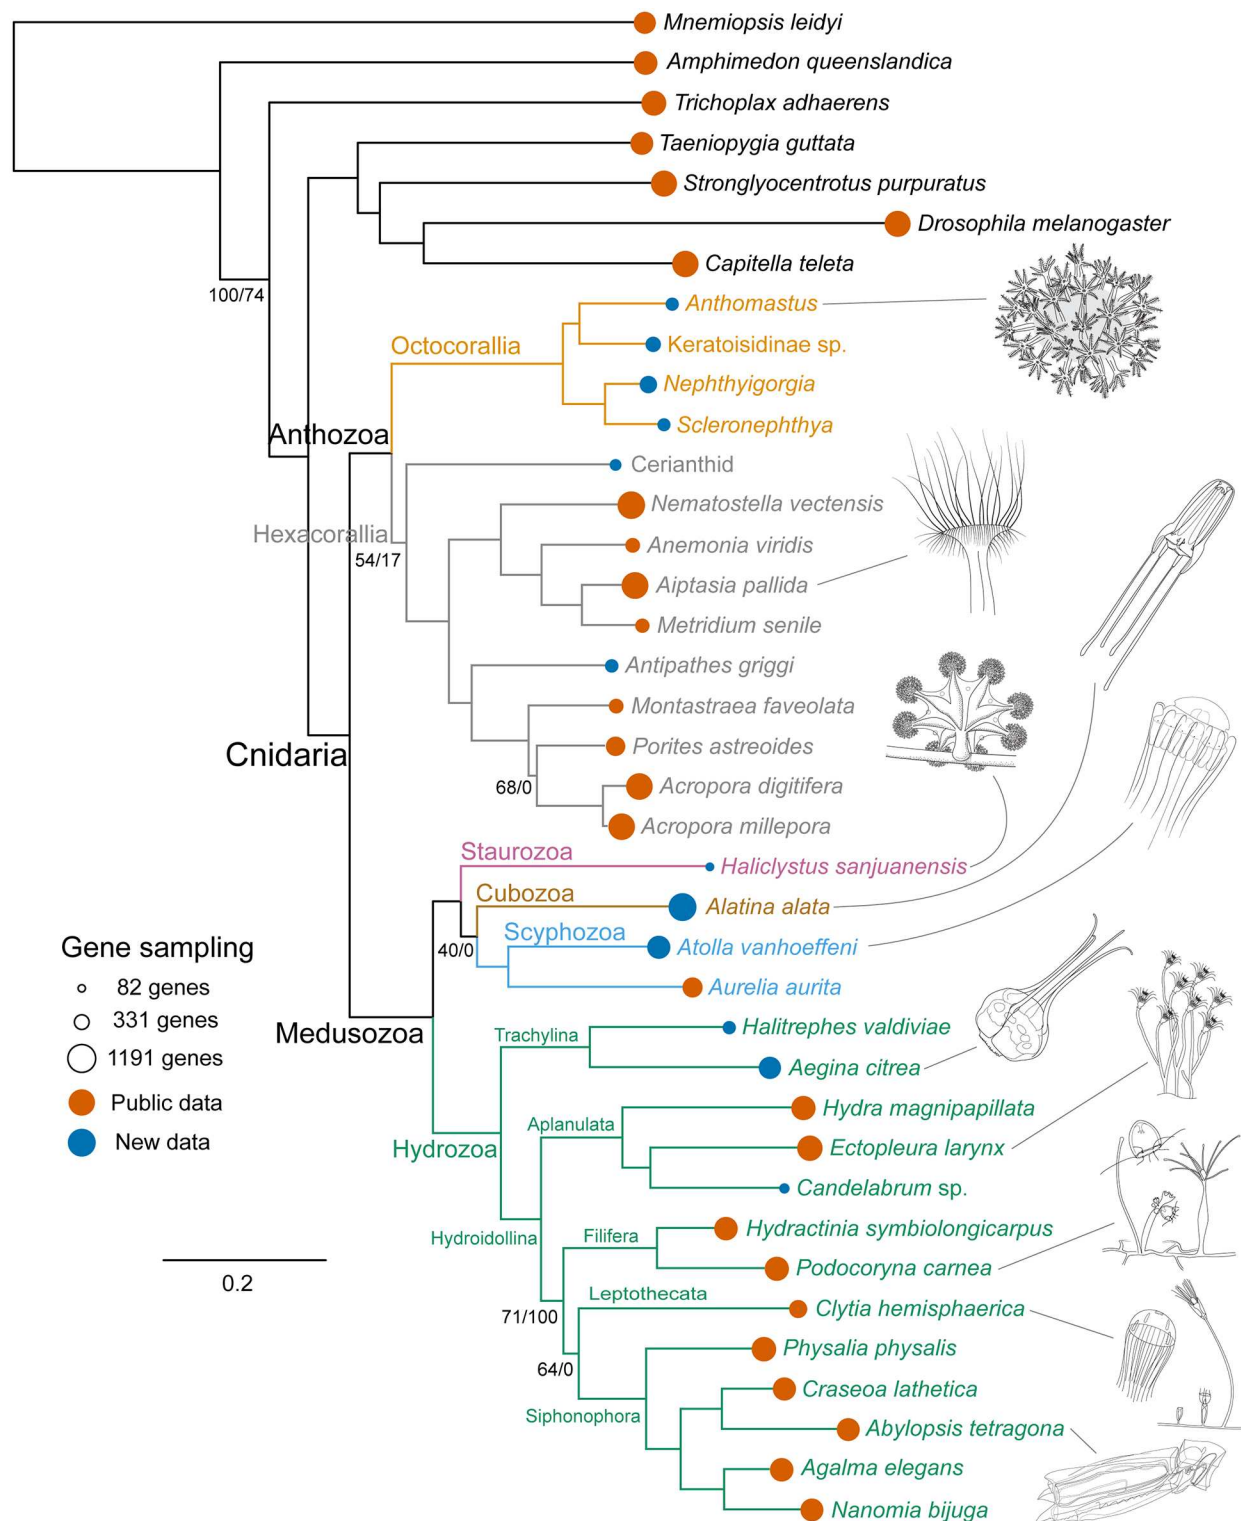 Mnemiopsis leidyi
Amphimedon queenslandica
Trichoplax adhaerens
Taeniopygia guttata
Stronglyocentrotus purpuratus
Drosophila melanogaster
Capitella teleta
100/74
Anthomastus
Octocorallia
Keratoisidinae sp.
Nephthyigorgia
Scleronephthya
Anthozoa
Cerianthid
Nematostella vectensis
Hexacorallia
54/17
Anemonia viridis
Aiptasia pallida
Metridium senile
Antipathes griggi
Montastraea faveolata
Porites astreoides
Cnidaria
68/0
Acropora digitifera
Acropora millepora
Staurozoa
Haliclystus sanjuanensis
Cubozoa
Alatina alata
Scyphozoa
40/0
Atolla vanhoeffeni
Aurelia aurita
Gene sampling
82 genes
331 genes
1191 genes
Public data
New data
Medusozoa
Trachylina
Halitrephes valdiviae
Aegina citrea
Hydra magnipapillata
Aplanulata
Hydrozoa
Ectopleura larynx
Candelabrum sp.
Hydroidollina
Filifera
Hydractinia symbiolongicarpus
Podocoryna carnea
0.2
Leptothecata
71/100
Clytia hemisphaerica
Physalia physalis
64/0
Craseoa lathetica
Siphonophora
Abylopsis tetragona
Agalma elegans
Nanomia bijuga